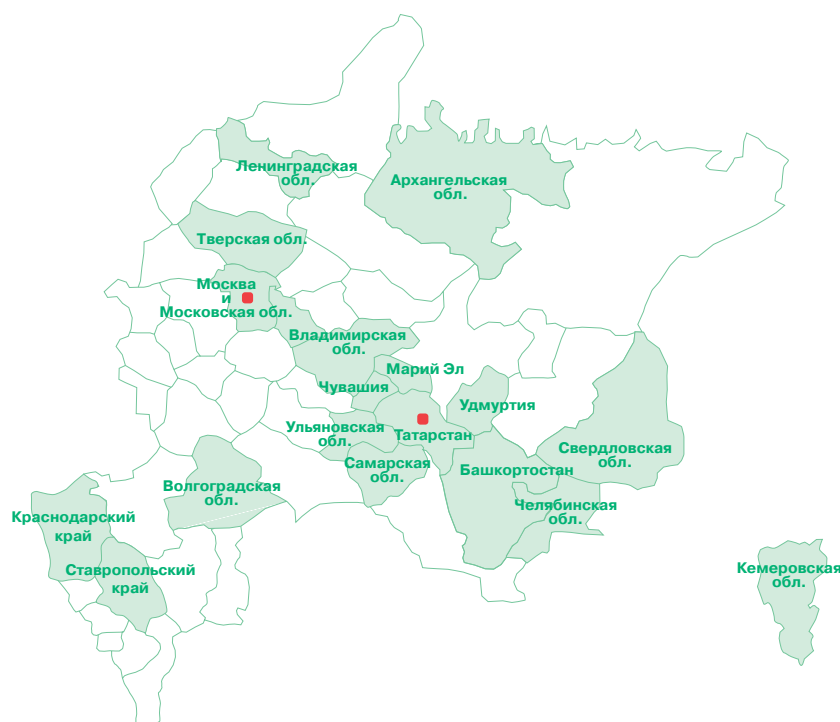 Ленинградская
обл.
Архангельская
обл.
Тверская обл.
Москва
и
Московская обл.
Владимирская
обл.
Марий Эл
Чувашия
Удмуртия
Ульяновская
обл.
Татарстан
Свердловская
обл.
Самарская
обл.
Башкортостан
Волгоградская
обл.
Челябинская
обл.
Краснодарский
край
Ставропольский
край
Кемеровская
обл.